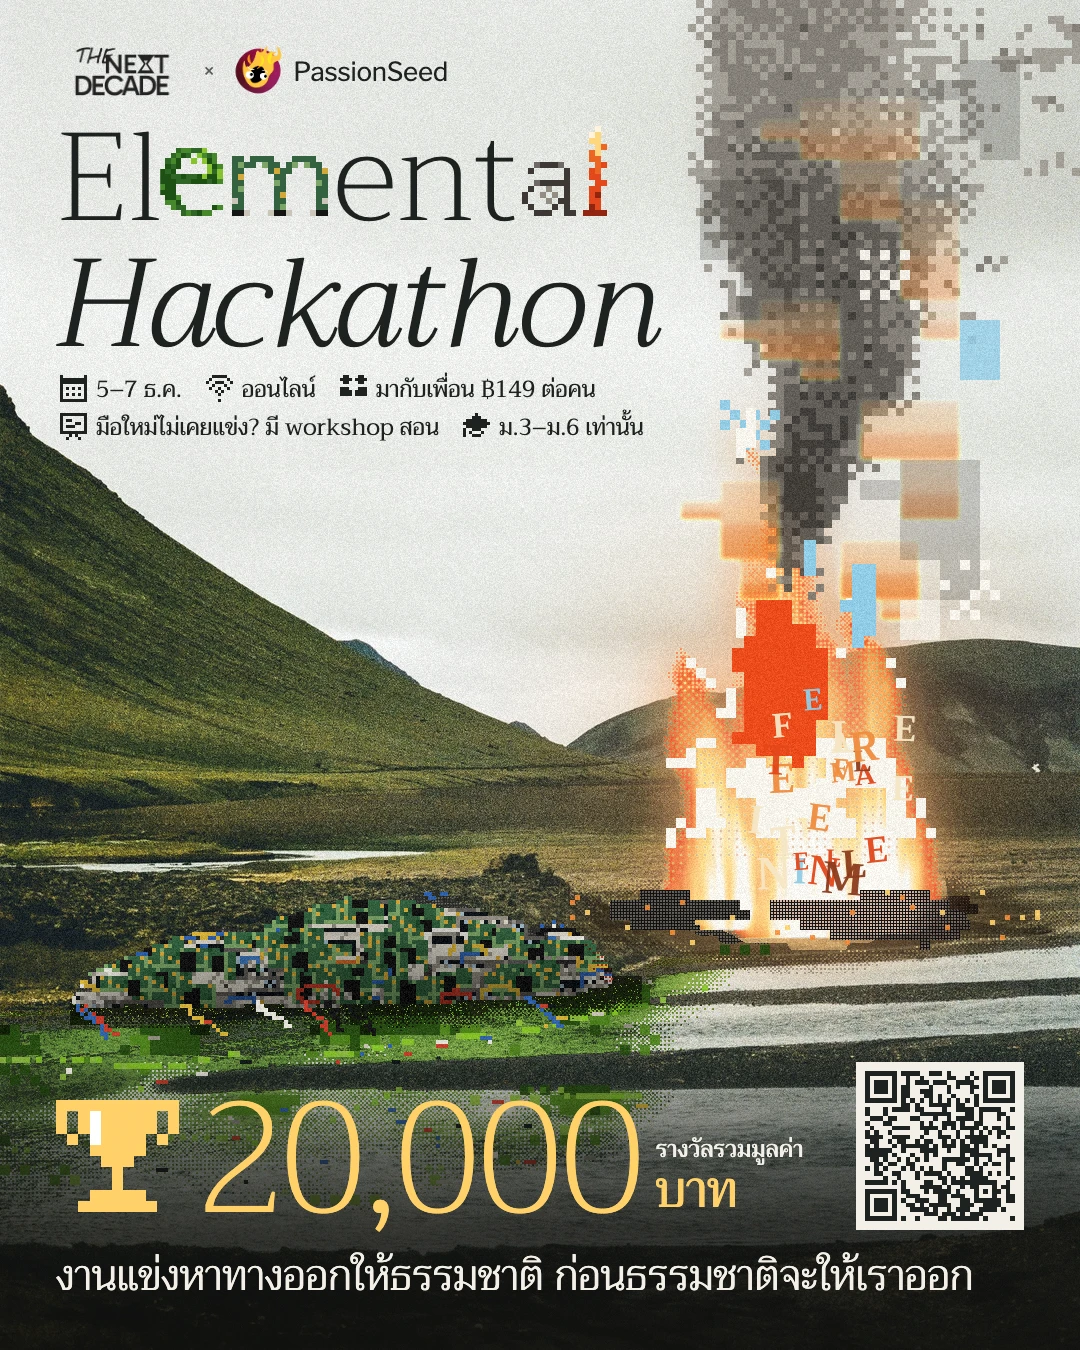 THE NEXT DECADE × PassionSeed
Elemental
Hackathon
5–7 ธ.ค. ออนไลน์ มากับเพื่อน ฿149 ต่อคน
มือใหม่ไม่เคยแข่ง? มี workshop สอน ม.3–ม.6 เท่านั้น
E
F
E
R
E
M
A
E
E
E
E
N
I
N
M
L
E
20,000
รางวัลรวมมูลค่า
บาท
งานแข่งหาทางออกให้ธรรมชาติ ก่อนธรรมชาติจะให้เราออก